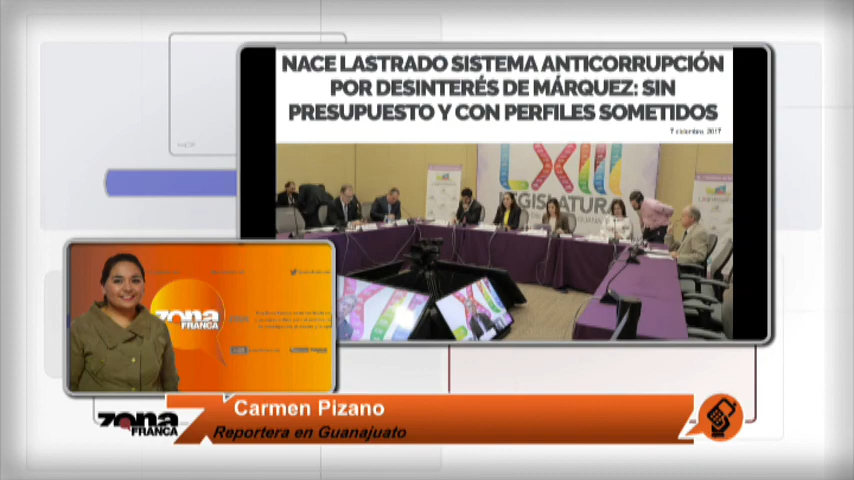 NACE LASTRADO SISTEMA ANTICORRUPCIÓN
POR DESINTERÉS DE MÁRQUEZ: SIN
PRESUPUESTO Y CON PERFILES SOMETIDOS
7 diciembre, 2017
LXIII
LEGISLATURA
zona
FRANCA
Carmen Pizano
Reportera en Guanajuato
zona
FRANCA